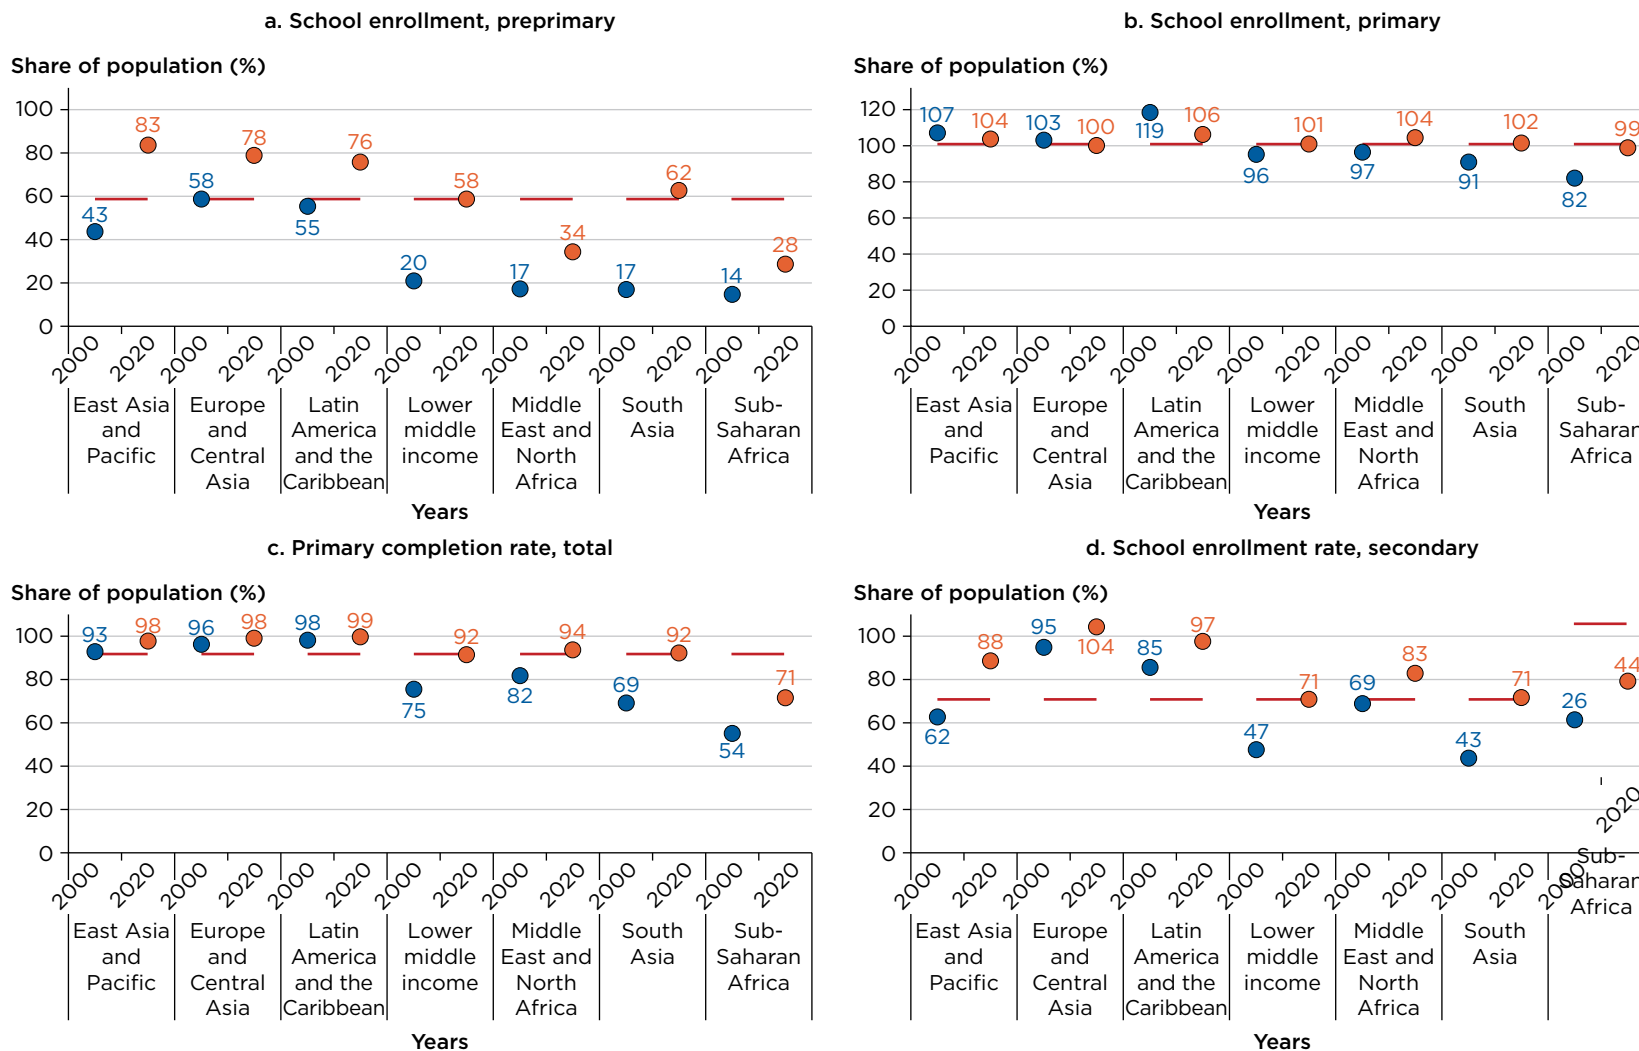 a. School enrollment, preprimary
Share of population (%)
100
80
60
40
20
0
43
83
58
78
55
76
20
58
17
34
17
62
14
28
2000 2020 2000 2020 2000 2020 2000 2020 2000 2020 2000 2020 2000 2020
East Asia and Pacific
Europe and Central Asia
Latin America and the Caribbean
Lower middle income
Middle East and North Africa
South Asia
Sub-Saharan Africa
Years
b. School enrollment, primary
Share of population (%)
120
100
80
60
40
20
0
107
104
103
100
119
106
96
101
97
104
91
102
82
99
2000 2020 2000 2020 2000 2020 2000 2020 2000 2020 2000 2020 2000 2020
East Asia and Pacific
Europe and Central Asia
Latin America and the Caribbean
Lower middle income
Middle East and North Africa
South Asia
Sub-Saharan Africa
Years
c. Primary completion rate, total
Share of population (%)
100
80
60
40
20
0
93
98
96
98
98
99
75
92
82
94
69
92
54
71
2000 2020 2000 2020 2000 2020 2000 2020 2000 2020 2000 2020 2000 2020
East Asia and Pacific
Europe and Central Asia
Latin America and the Caribbean
Lower middle income
Middle East and North Africa
South Asia
Sub-Saharan Africa
Years
d. School enrollment rate, secondary
Share of population (%)
100
80
60
40
20
0
62
88
95
104
85
97
47
71
69
83
43
71
26
44
2000 2020 2000 2020 2000 2020 2000 2020 2000 2020 2000 2020 2000 2020
East Asia and Pacific
Europe and Central Asia
Latin America and the Caribbean
Lower middle income
Middle East and North Africa
South Asia
Sub-Saharan Africa
Years